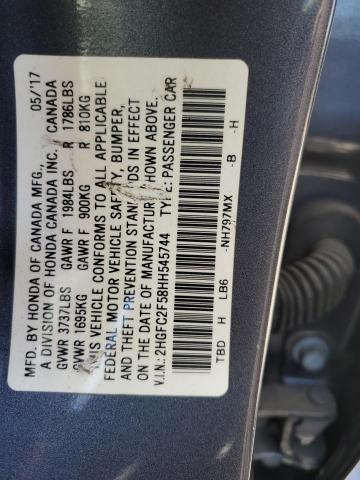 MFD. BY HONDA OF CANADA MFG., 05/'17
A DIVISION OF HONDA CANADA INC., CANADA
GVWR 3737LBS GAWR F 1984LBS R 1786LBS
GVWR 1695KG GAWR F 900KG R 810KG
THIS VEHICLE CONFORMS TO ALL APPLICABLE
FEDERAL MOTOR VEHICLE SAFETY, BUMPER,
AND THEFT PREVENTION STANDARDS IN EFFECT
ON THE DATE OF MANUFACTURE SHOWN ABOVE.
V.I.N.: 2HGFC2F58HH545744 TYPE: PASSENGER CAR
-NH797MX -B -H
TBD H LB6